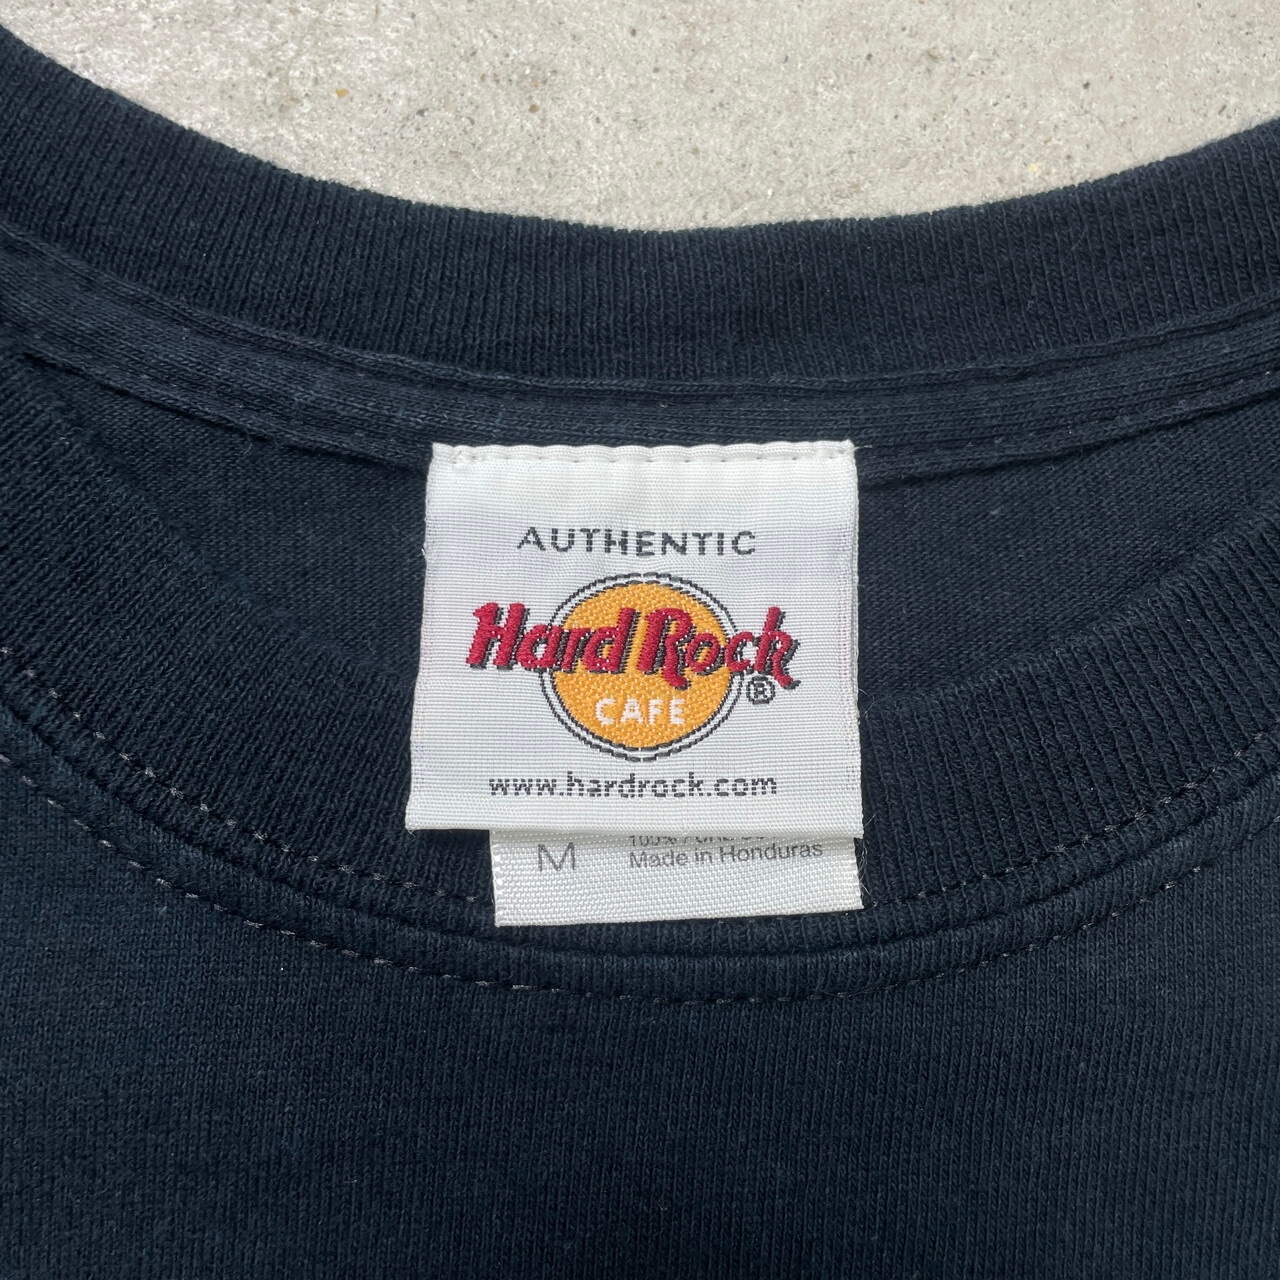 AUTHENTIC
Hard Rock
CAFE
®
www.hardrock.com
M
Made in Honduras